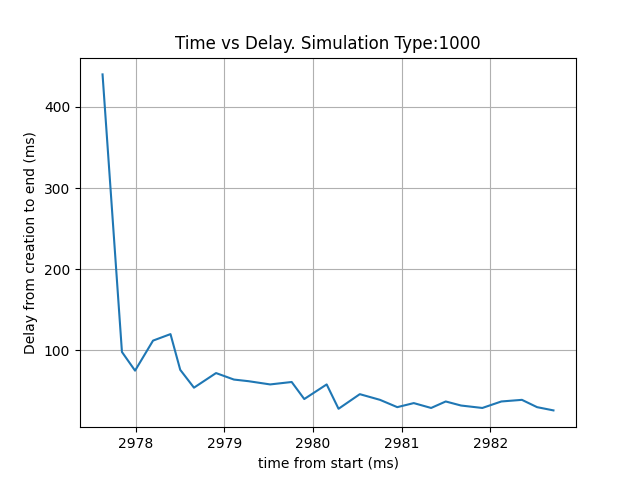 Time vs Delay. Simulation Type:1000
Delay from creation to end (ms)
400
300
200
100
2978 2979 2980 2981 2982
time from start (ms)